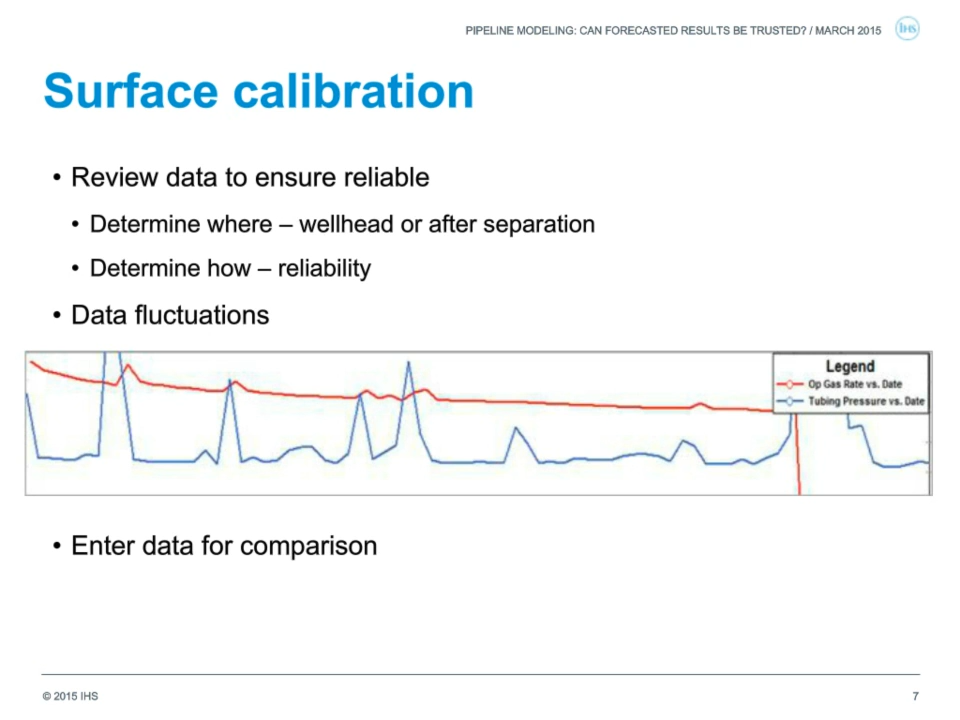 PIPELINE MODELING: CAN FORECASTED RESULTS BE TRUSTED? / MARCH 2015
IHS
Surface calibration
• Review data to ensure reliable
• Determine where – wellhead or after separation
• Determine how – reliability
• Data fluctuations
Legend
Op Gas Rate vs. Date
Tubing Pressure vs. Date
• Enter data for comparison
© 2015 IHS
7